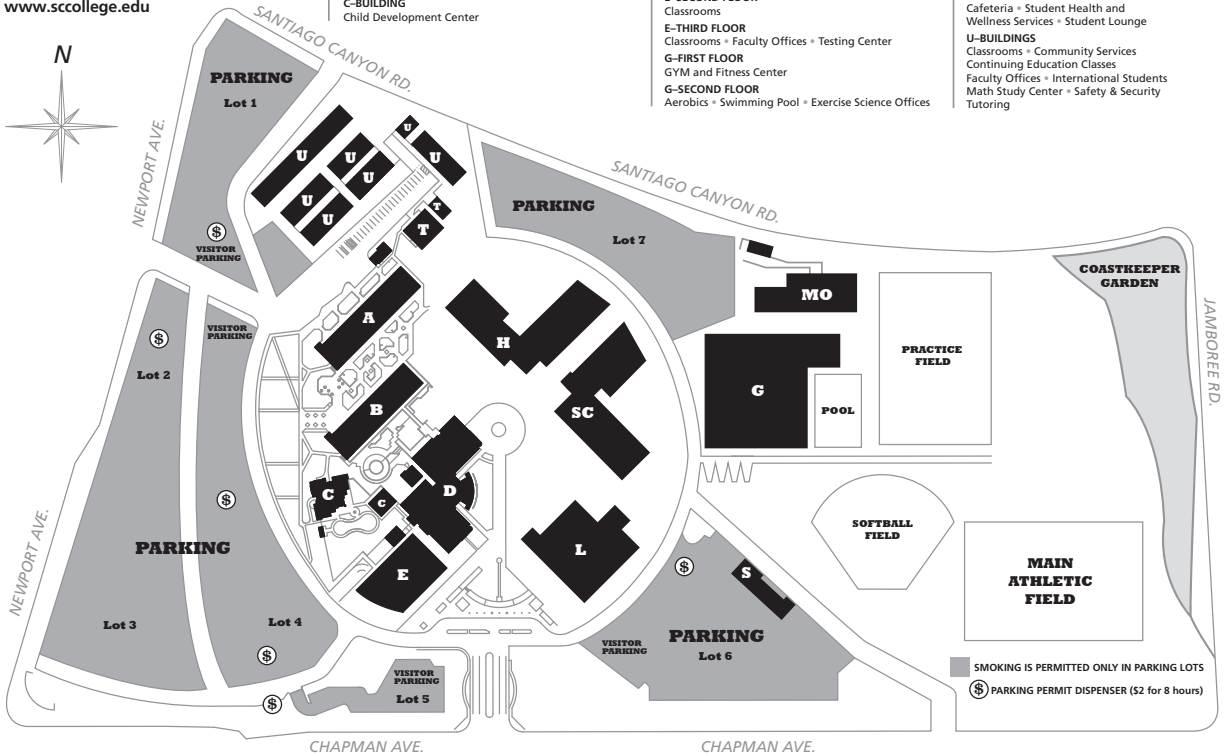 www.sccollege.edu
C–BUILDING
Child Development Center
Classrooms
E–THIRD FLOOR
Classrooms • Faculty Offices • Testing Center
G–FIRST FLOOR
GYM and Fitness Center
G–SECOND FLOOR
Aerobics • Swimming Pool • Exercise Science Offices
Cafeteria • Student Health and
Wellness Services • Student Lounge
U–BUILDINGS
Classrooms • Community Services
Continuing Education Classes
Faculty Offices • International Students
Math Study Center • Safety & Security
Tutoring
N
SANTIAGO CANYON RD.
PARKING
Lot 1
NEWPORT AVE.
$
VISITOR
PARKING
U
U
U
U
U
U
U
T
T
SANTIAGO CANYON RD.
PARKING
Lot 7
MO
COASTKEEPER
GARDEN
JAMBOREE RD.
PRACTICE
FIELD
VISITOR
PARKING
$
Lot 2
A
H
B
SC
G
POOL
C
C
D
$
PARKING
E
L
SOFTBALL
FIELD
MAIN
ATHLETIC
FIELD
$
S
NEWPORT AVE.
Lot 3
Lot 4
$
PARKING
Lot 6
VISITOR
PARKING
VISITOR
PARKING
Lot 5
$
SMOKING IS PERMITTED ONLY IN PARKING LOTS
$ PARKING PERMIT DISPENSER ($2 for 8 hours)
CHAPMAN AVE.
CHAPMAN AVE.